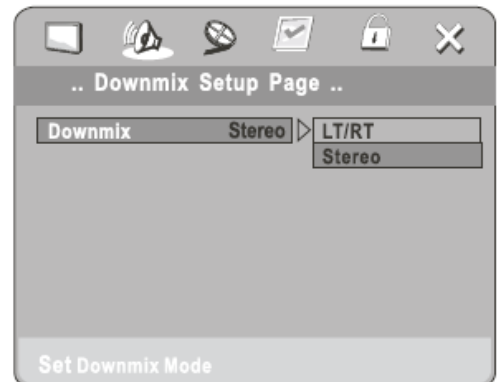 .. Downmix Setup Page ..
Downmix Stereo LT/RT
Stereo
Set Downmix Mode